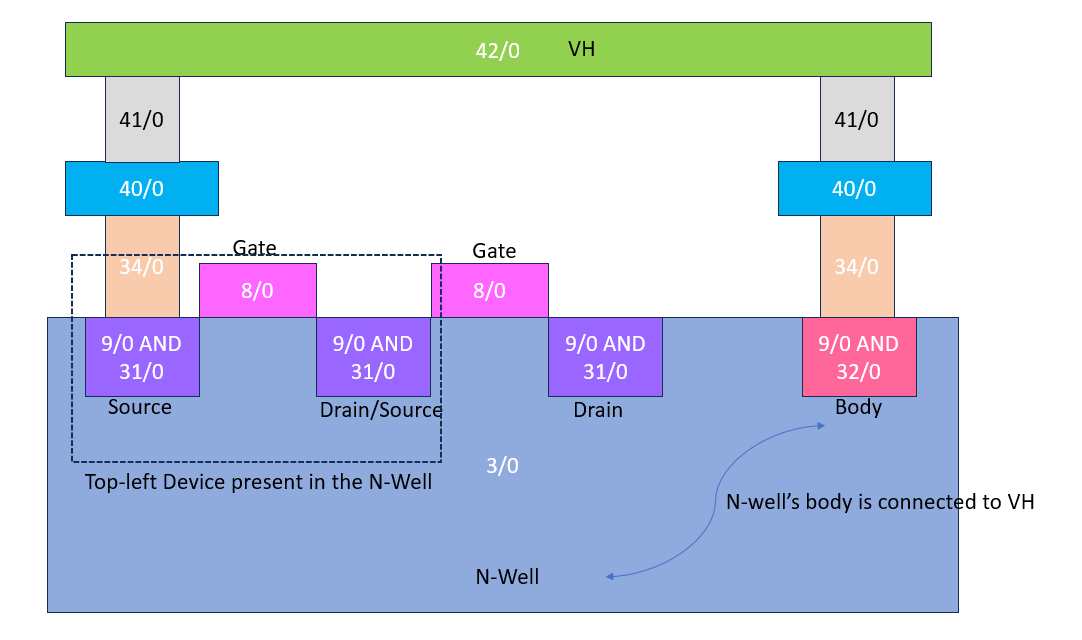 42/0 VH
41/0 41/0
40/0 40/0
Gate Gate
34/0 34/0
8/0 8/0
9/0 AND 9/0 AND 9/0 AND 9/0 AND
31/0 31/0 31/0 32/0
Source Drain/Source Drain Body
3/0
Top-left Device present in the N-Well
N-well’s body is connected to VH
N-Well